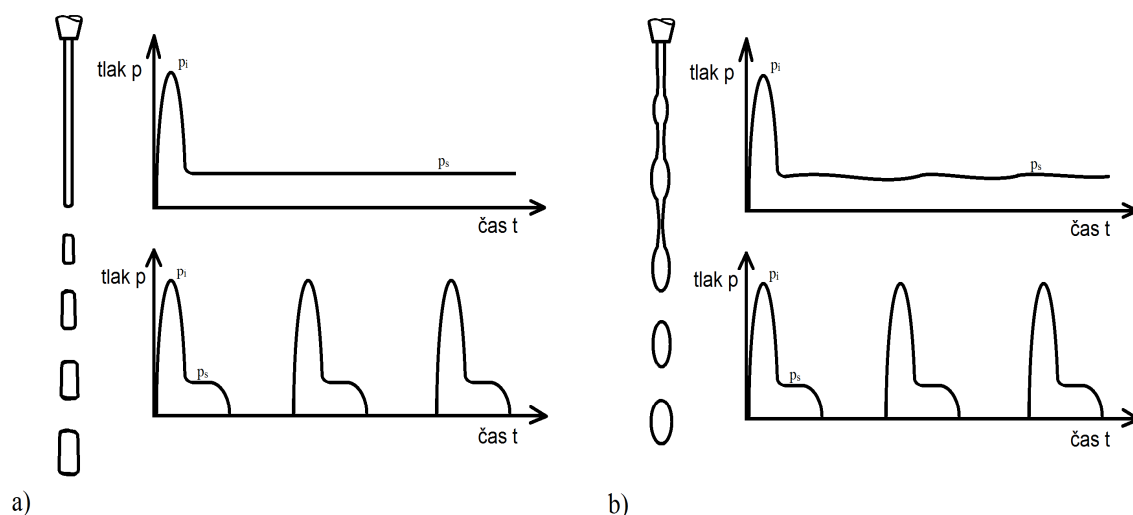 tlak p
pᵢ
pₛ
čas t
tlak p
pᵢ
pₛ
čas t
a)
tlak p
pᵢ
pₛ
čas t
tlak p
pᵢ
pₛ
čas t
b)